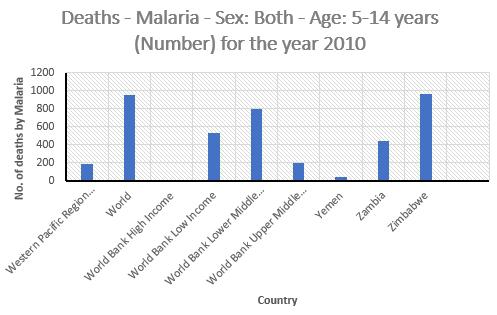 Deaths - Malaria - Sex: Both - Age: 5-14 years
(Number) for the year 2010
No. of deaths by Malaria
1200
1000
800
600
400
200
0
Western Pacific Region...
World
World Bank High Income
World Bank Low Income
World Bank Lower Middle...
World Bank Upper Middle...
Yemen
Zambia
Zimbabwe
Country